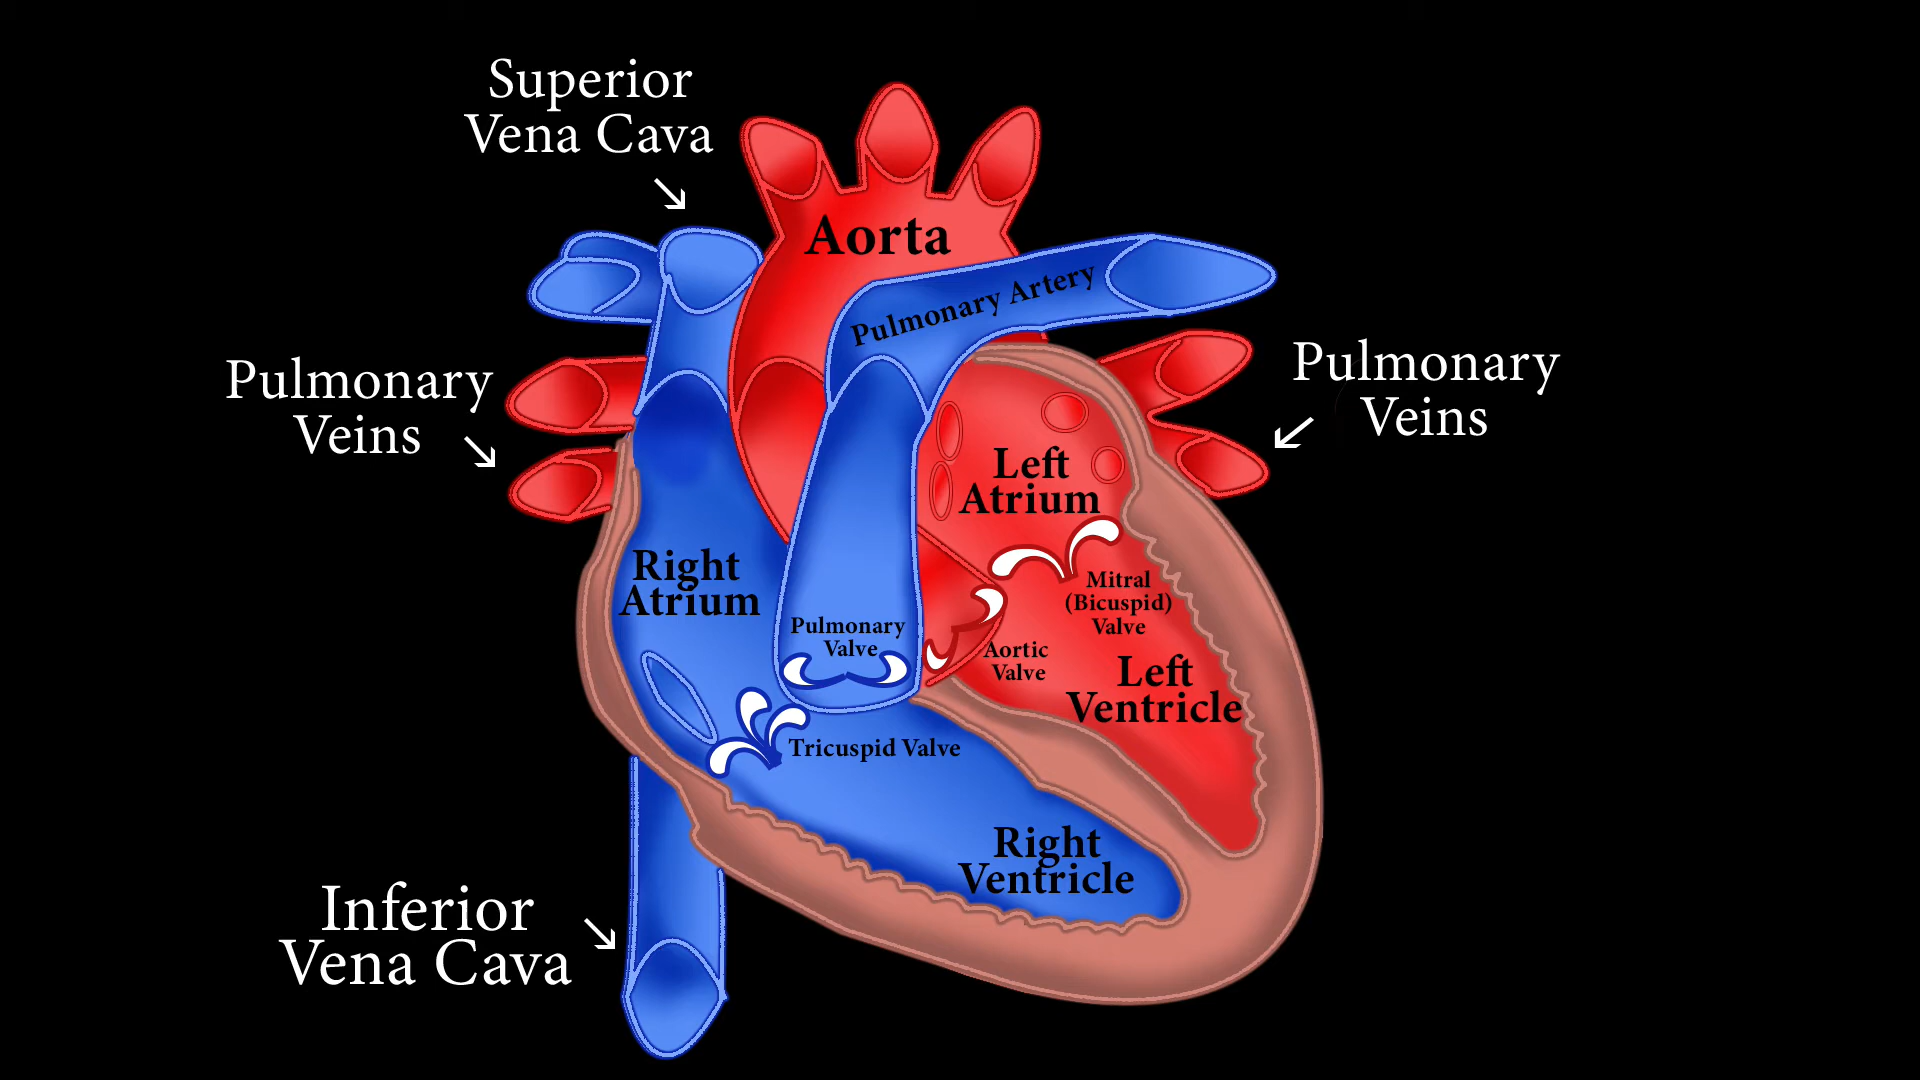 Superior
Vena Cava
Aorta
Pulmonary Artery
Pulmonary
Veins
Pulmonary
Veins
Left
Atrium
Right
Atrium
Mitral
(Bicuspid)
Valve
Pulmonary
Valve
Aortic
Valve
Left
Ventricle
Tricuspid Valve
Right
Ventricle
Inferior
Vena Cava